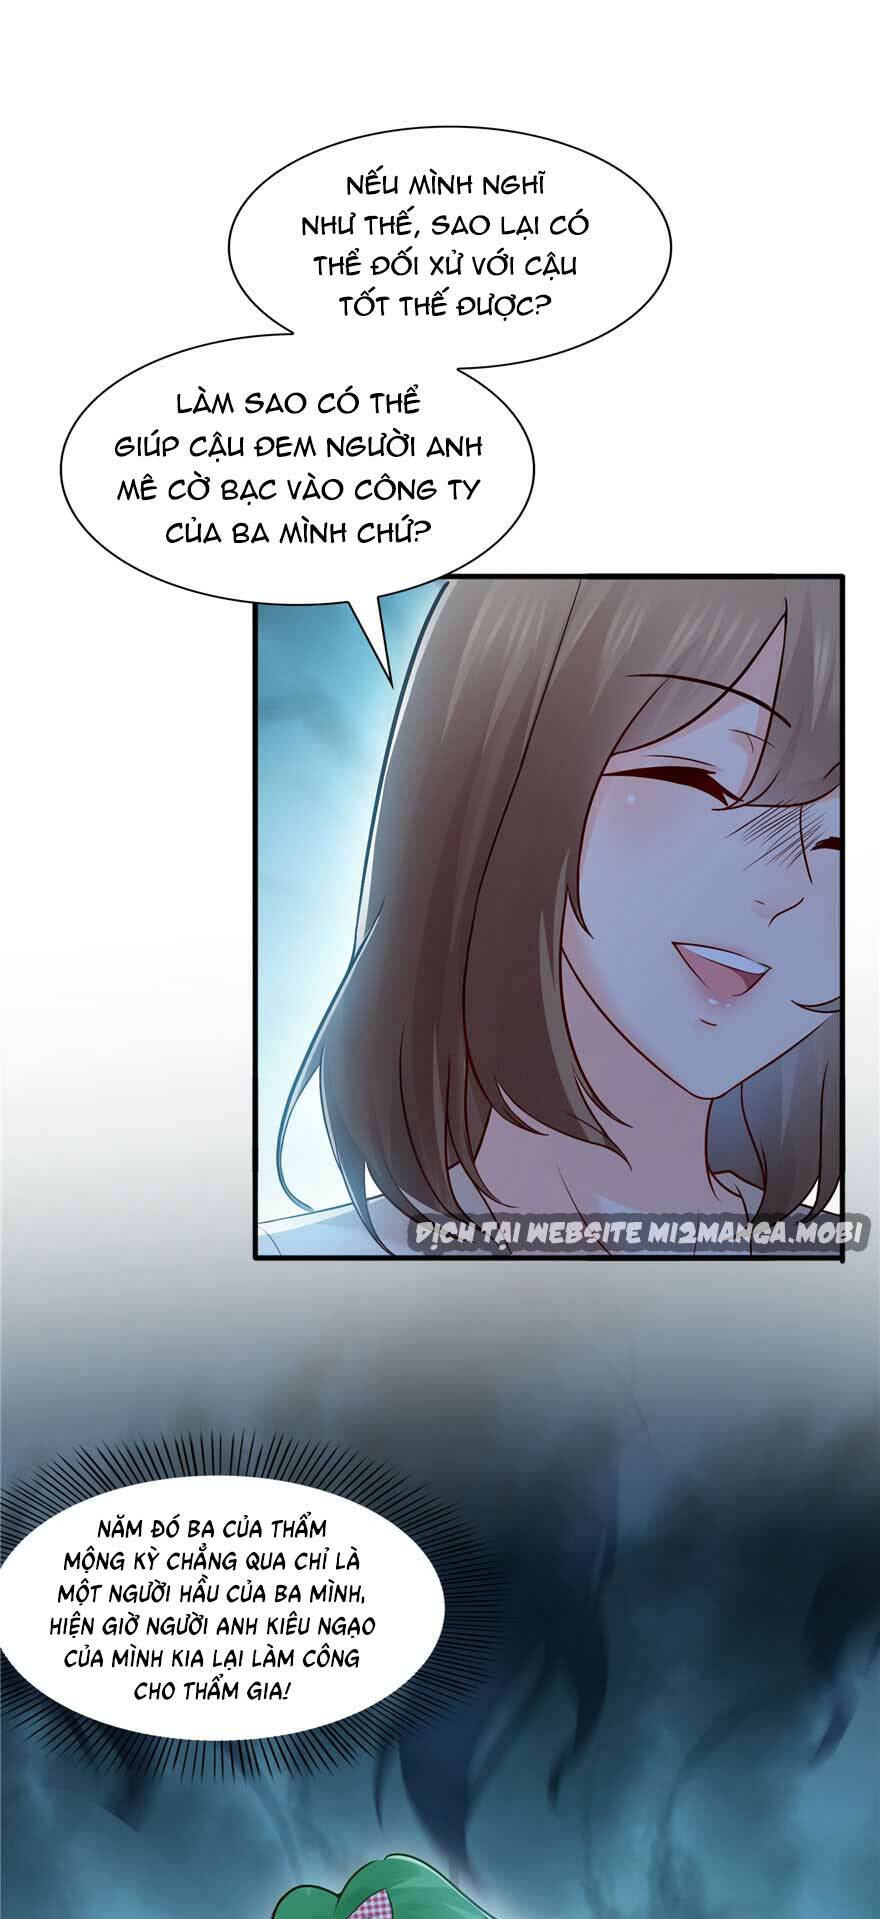 NẾU MÌNH NGHĨ
NHƯ THẾ, SAO LẠI CÓ
THỂ ĐỐI XỬ VỚI CẬU
TỐT THẾ ĐƯỢC?
LÀM SAO CÓ THỂ
GIÚP CẬU ĐEM NGƯỜI ANH
MÊ CỜ BẠC VÀO CÔNG TY
CỦA BA MÌNH CHỨ?
DỊCH TẠI WEBSITE MI2MANGA.MOBI
NĂM ĐÓ BA CỦA THẨM
MỘNG KỲ CHẲNG QUA CHỈ LÀ
MỘT NGƯỜI HẦU CỦA BA MÌNH,
HIỆN GIỜ NGƯỜI ANH KIÊU NGẠO
CỦA MÌNH KIA LẠI LÀM CÔNG
CHO THẨM GIA!